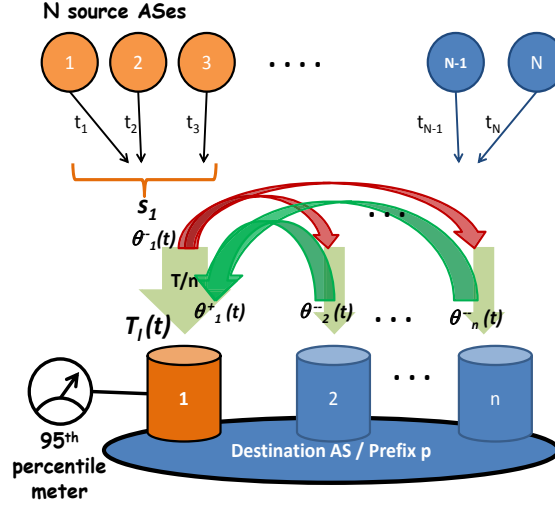 N source ASes
1 2 3 .... N-1 N
t1 t2 t3 tN-1 tN
s1 ...
θ-1(t)
T/n
θ+1(t) θ--2(t) θ--n(t)
Tl(t) ...
1 2 ... n
95th
percentile
meter
Destination AS / Prefix p